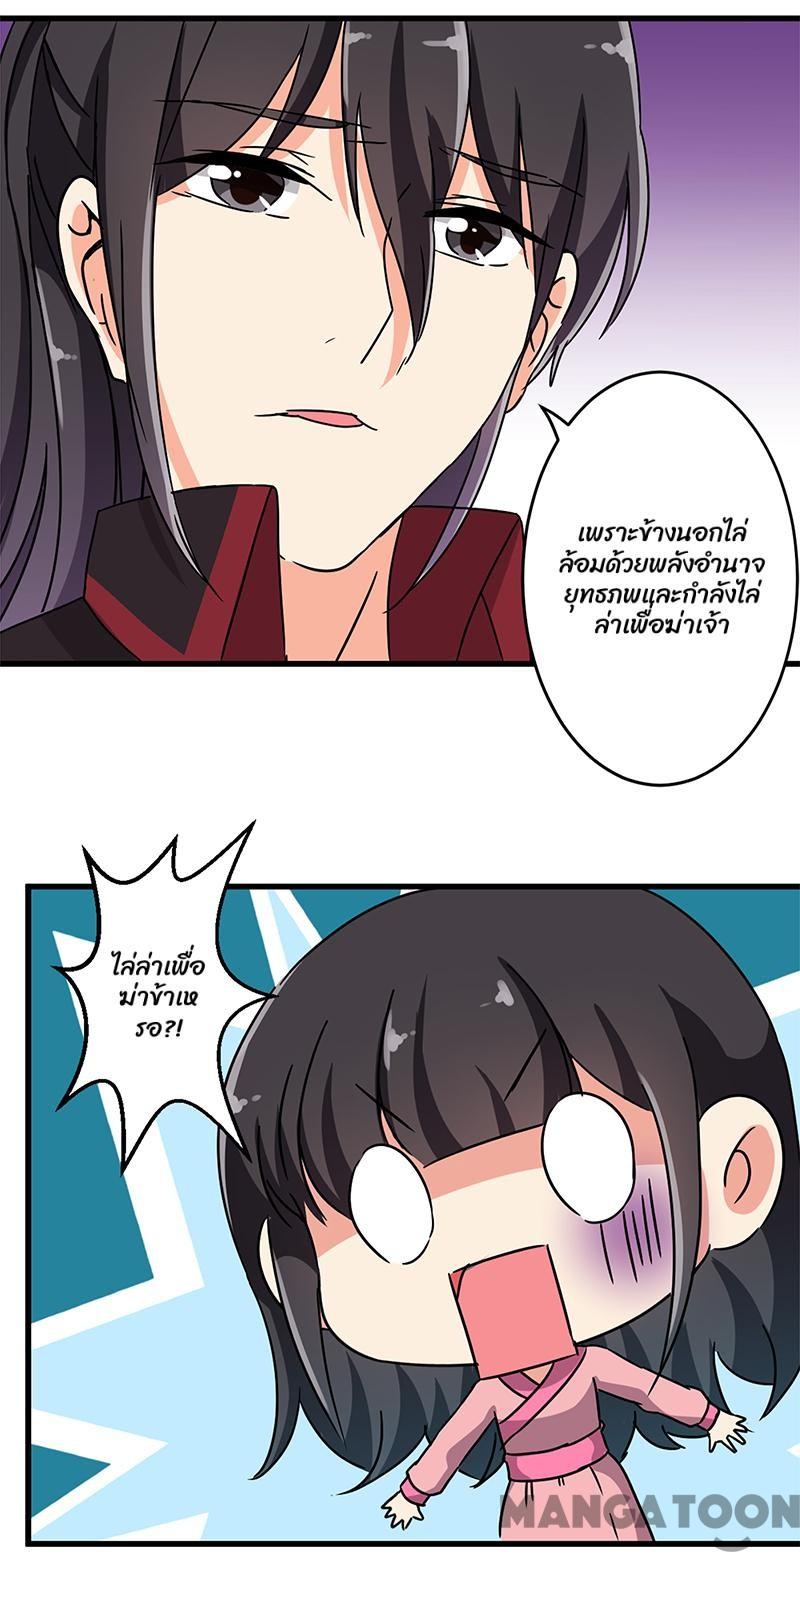 เพราะข้างนอกไล่
ล้อมด้วยพลังอำนาจ
ยุทธภพและกำลังไล่
ล่าเพื่อฆ่าเจ้า
ไล่ล่าเพื่อ
ฆ่าข้าเห
รอ?!
MANGATOON